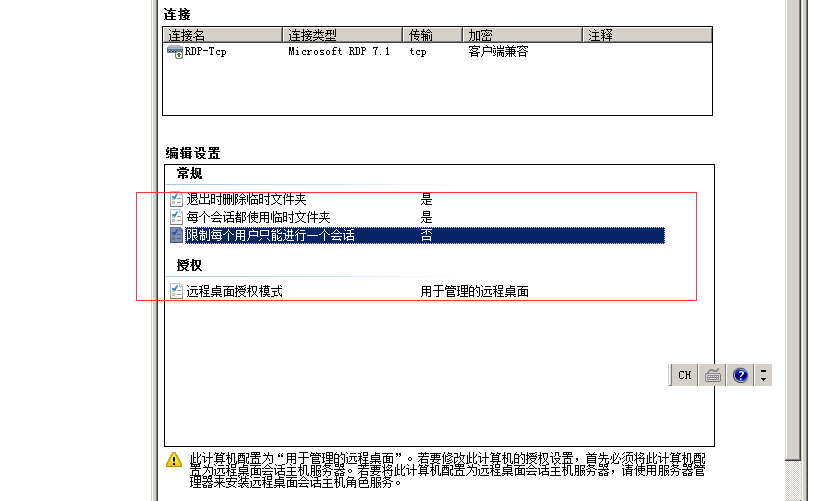 连接
连接名 连接类型 传输 加密 注释
RDP-Tcp Microsoft RDP 7.1 tcp 客户端兼容
编辑设置
常规
退出时删除临时文件夹 是
每个会话都使用临时文件夹 是
限制每个用户只能进行一个会话 否
授权
远程桌面授权模式 用于管理的远程桌面
CH
此计算机配置为“用于管理的远程桌面”。若要修改此计算机的授权设置，首先必须将此计算机配
置为远程桌面会话主机服务器。若要将此计算机配置为远程桌面会话主机服务器，请使用服务器管
理器来安装远程桌面会话主机角色服务。